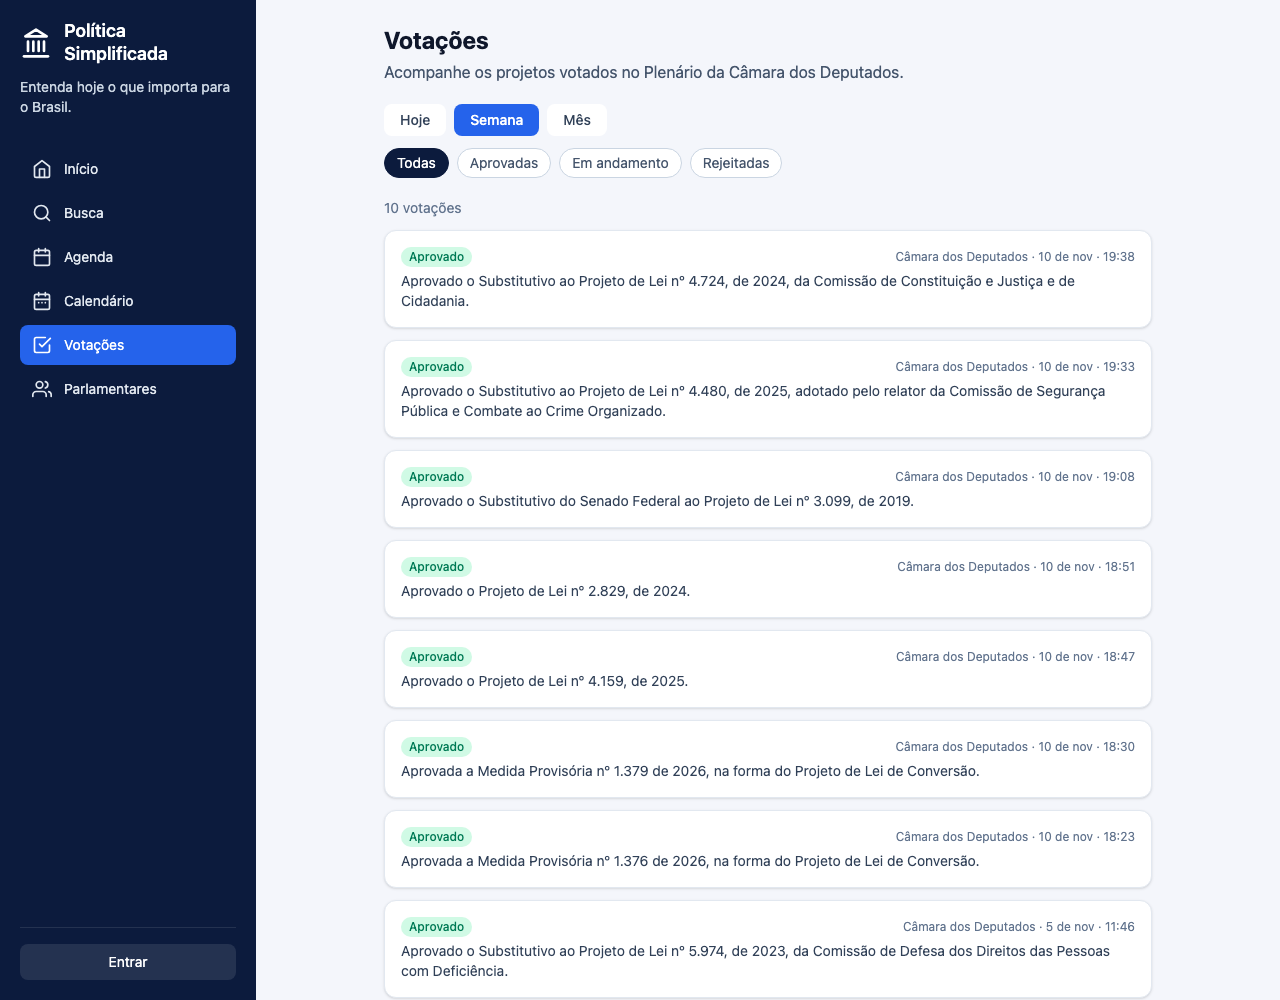 Política
Simplificada
Entenda hoje o que importa para
o Brasil.
Início
Busca
Agenda
Calendário
Votações
Parlamentares
Entrar
Votações
Acompanhe os projetos votados no Plenário da Câmara dos Deputados.
Hoje
Semana
Mês
Todas
Aprovadas
Em andamento
Rejeitadas
10 votações
Aprovado
Câmara dos Deputados · 10 de nov · 19:38
Aprovado o Substitutivo ao Projeto de Lei nº 4.724, de 2024, da Comissão de Constituição e Justiça e de
Cidadania.
Aprovado
Câmara dos Deputados · 10 de nov · 19:33
Aprovado o Substitutivo ao Projeto de Lei nº 4.480, de 2025, adotado pelo relator da Comissão de Segurança
Pública e Combate ao Crime Organizado.
Aprovado
Câmara dos Deputados · 10 de nov · 19:08
Aprovado o Substitutivo do Senado Federal ao Projeto de Lei nº 3.099, de 2019.
Aprovado
Câmara dos Deputados · 10 de nov · 18:51
Aprovado o Projeto de Lei nº 2.829, de 2024.
Aprovado
Câmara dos Deputados · 10 de nov · 18:47
Aprovado o Projeto de Lei nº 4.159, de 2025.
Aprovado
Câmara dos Deputados · 10 de nov · 18:30
Aprovada a Medida Provisória nº 1.379 de 2026, na forma do Projeto de Lei de Conversão.
Aprovado
Câmara dos Deputados · 10 de nov · 18:23
Aprovada a Medida Provisória nº 1.376 de 2026, na forma do Projeto de Lei de Conversão.
Aprovado
Câmara dos Deputados · 5 de nov · 11:46
Aprovado o Substitutivo ao Projeto de Lei nº 5.974, de 2023, da Comissão de Defesa dos Direitos das Pessoas
com Deficiência.